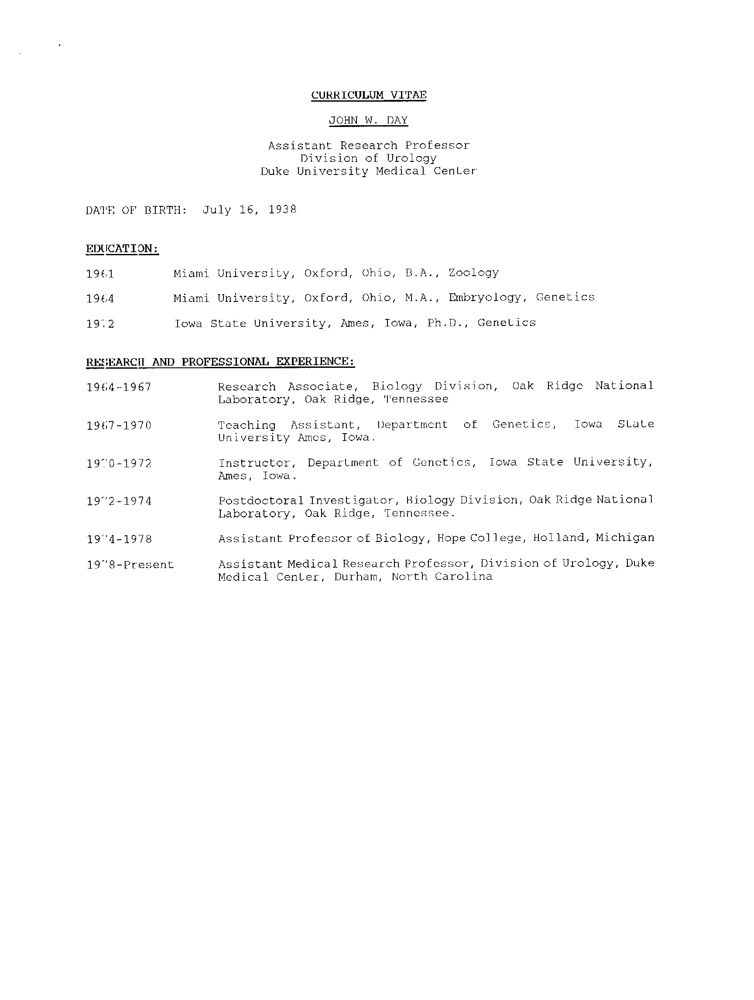 CURRICULUM VITAE
JOHN W. DAY
Assistant Research Professor
Division of Urology
Duke University Medical Center
DATE OF BIRTH: July 16, 1938
EDUCATION:
1961 Miami University, Oxford, Ohio, B.A., Zoology
1964 Miami University, Oxford, Ohio, M.A., Embryology, Genetics
1972 Iowa State University, Ames, Iowa, Ph.D., Genetics
RESEARCH AND PROFESSIONAL EXPERIENCE:
1964-1967 Research Associate, Biology Division, Oak Ridge National
Laboratory, Oak Ridge, Tennessee
1967-1970 Teaching Assistant, Department of Genetics, Iowa State
University Ames, Iowa.
1970-1972 Instructor, Department of Genetics, Iowa State University,
Ames, Iowa.
1972-1974 Postdoctoral Investigator, Biology Division, Oak Ridge National
Laboratory, Oak Ridge, Tennessee.
1974-1978 Assistant Professor of Biology, Hope College, Holland, Michigan
1978-Present Assistant Medical Research Professor, Division of Urology, Duke
Medical Center, Durham, North Carolina